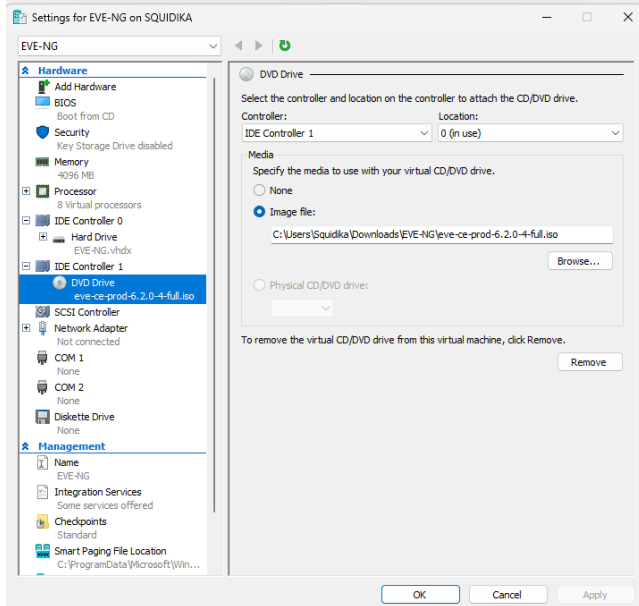 Settings for EVE-NG on SQUIDIKA
EVE-NG
Hardware
Add Hardware
BIOS
Boot from CD
Security
Key Storage Drive disabled
Memory
4096 MB
Processor
8 Virtual processors
IDE Controller 0
Hard Drive
EVE-NG.vhdx
IDE Controller 1
DVD Drive
eve-ce-prod-6.2.0-4-full.iso
SCSI Controller
Network Adapter
Not connected
COM 1
None
COM 2
None
Diskette Drive
None
Management
Name
EVE-NG
Integration Services
Some services offered
Checkpoints
Standard
Smart Paging File Location
C:\ProgramData\Microsoft\Win...
DVD Drive
Select the controller and location on the controller to attach the CD/DVD drive.
Controller: Location:
IDE Controller 1 0 (in use)
Media
Specify the media to use with your virtual CD/DVD drive.
None
Image file:
C:\Users\Squidika\Downloads\EVE-NG\eve-ce-prod-6.2.0-4-full.iso
Browse...
Physical CD/DVD drive:
To remove the virtual CD/DVD drive from this virtual machine, click Remove.
Remove
OK Cancel Apply